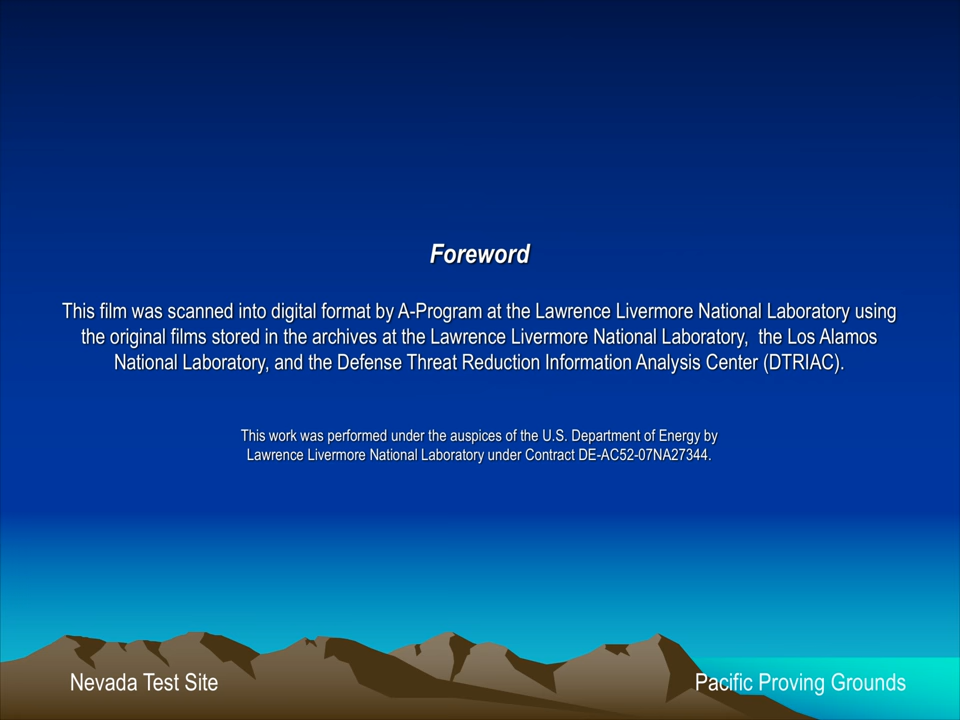 Foreword
This film was scanned into digital format by A-Program at the Lawrence Livermore National Laboratory using
the original films stored in the archives at the Lawrence Livermore National Laboratory,  the Los Alamos
National Laboratory, and the Defense Threat Reduction Information Analysis Center (DTRIAC).
This work was performed under the auspices of the U.S. Department of Energy by
Lawrence Livermore National Laboratory under Contract DE-AC52-07NA27344.
Nevada Test Site
Pacific Proving Grounds